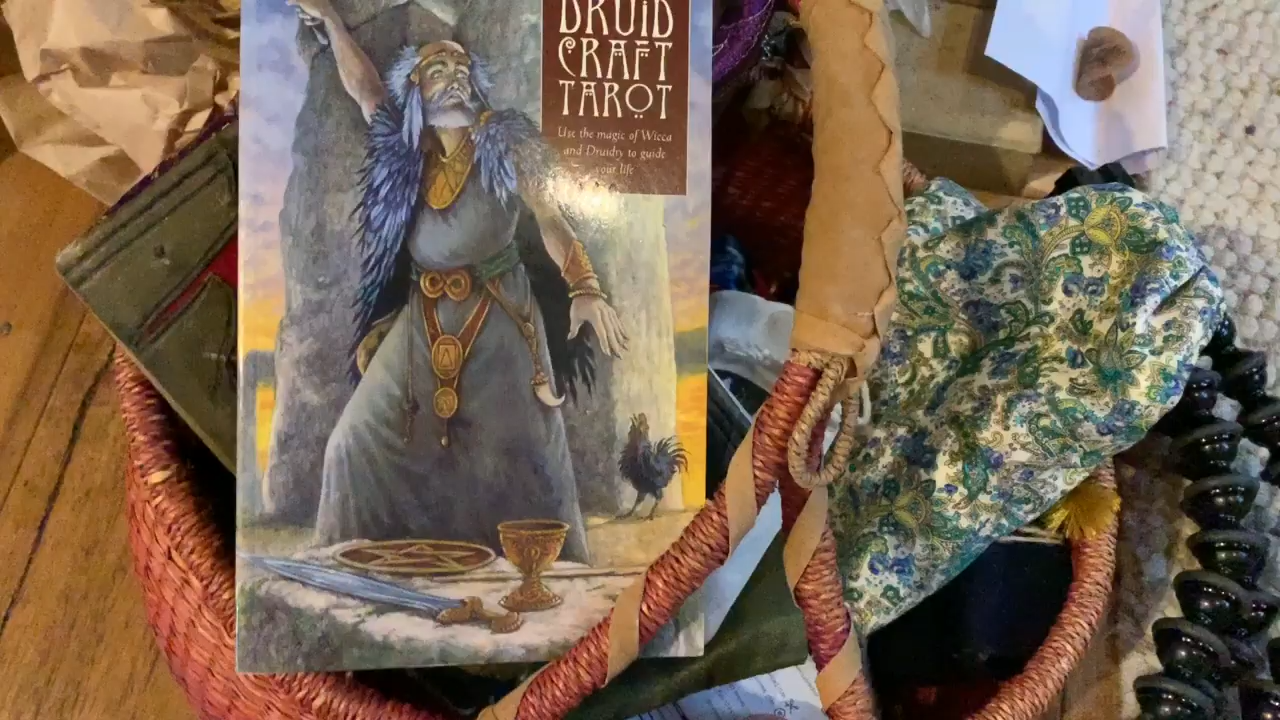 DRUID
CRAFT
TAROT
Use the magic of Wicca
and Druidry to guide
your life